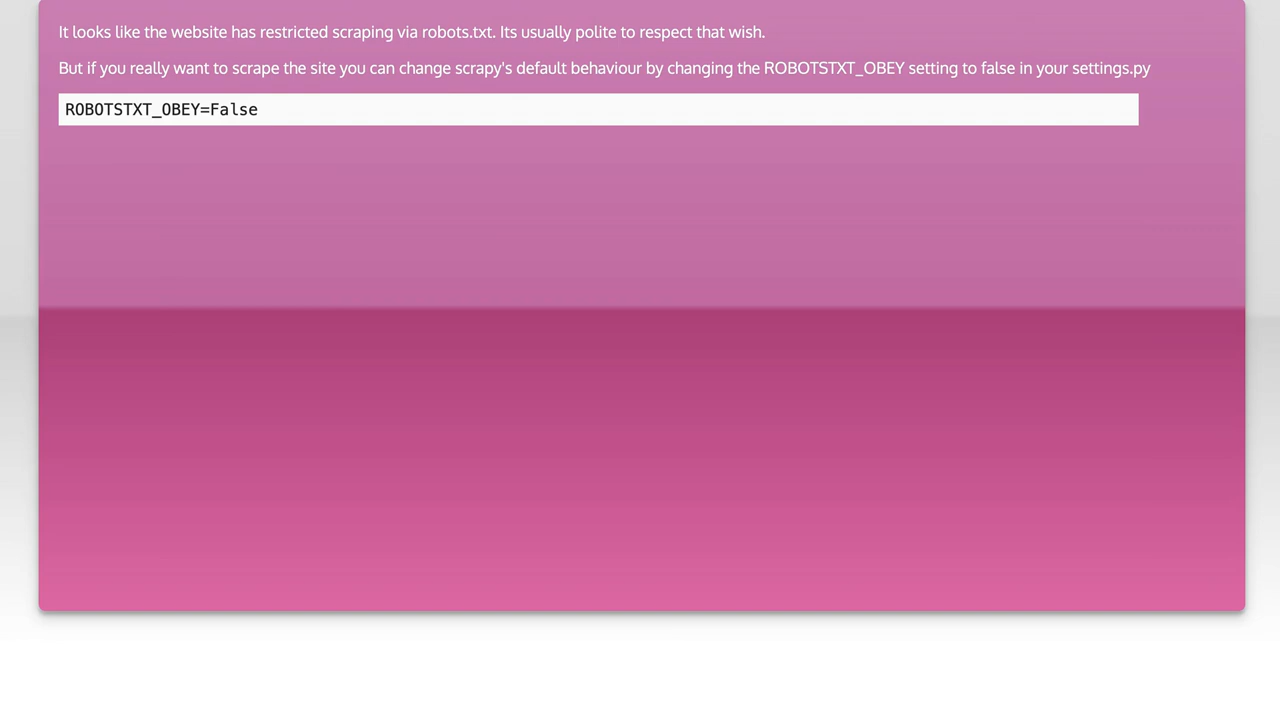 It looks like the website has restricted scraping via robots.txt. Its usually polite to respect that wish.
But if you really want to scrape the site you can change scrapy's default behaviour by changing the ROBOTSTXT_OBEY setting to false in your settings.py
ROBOTSTXT_OBEY=False